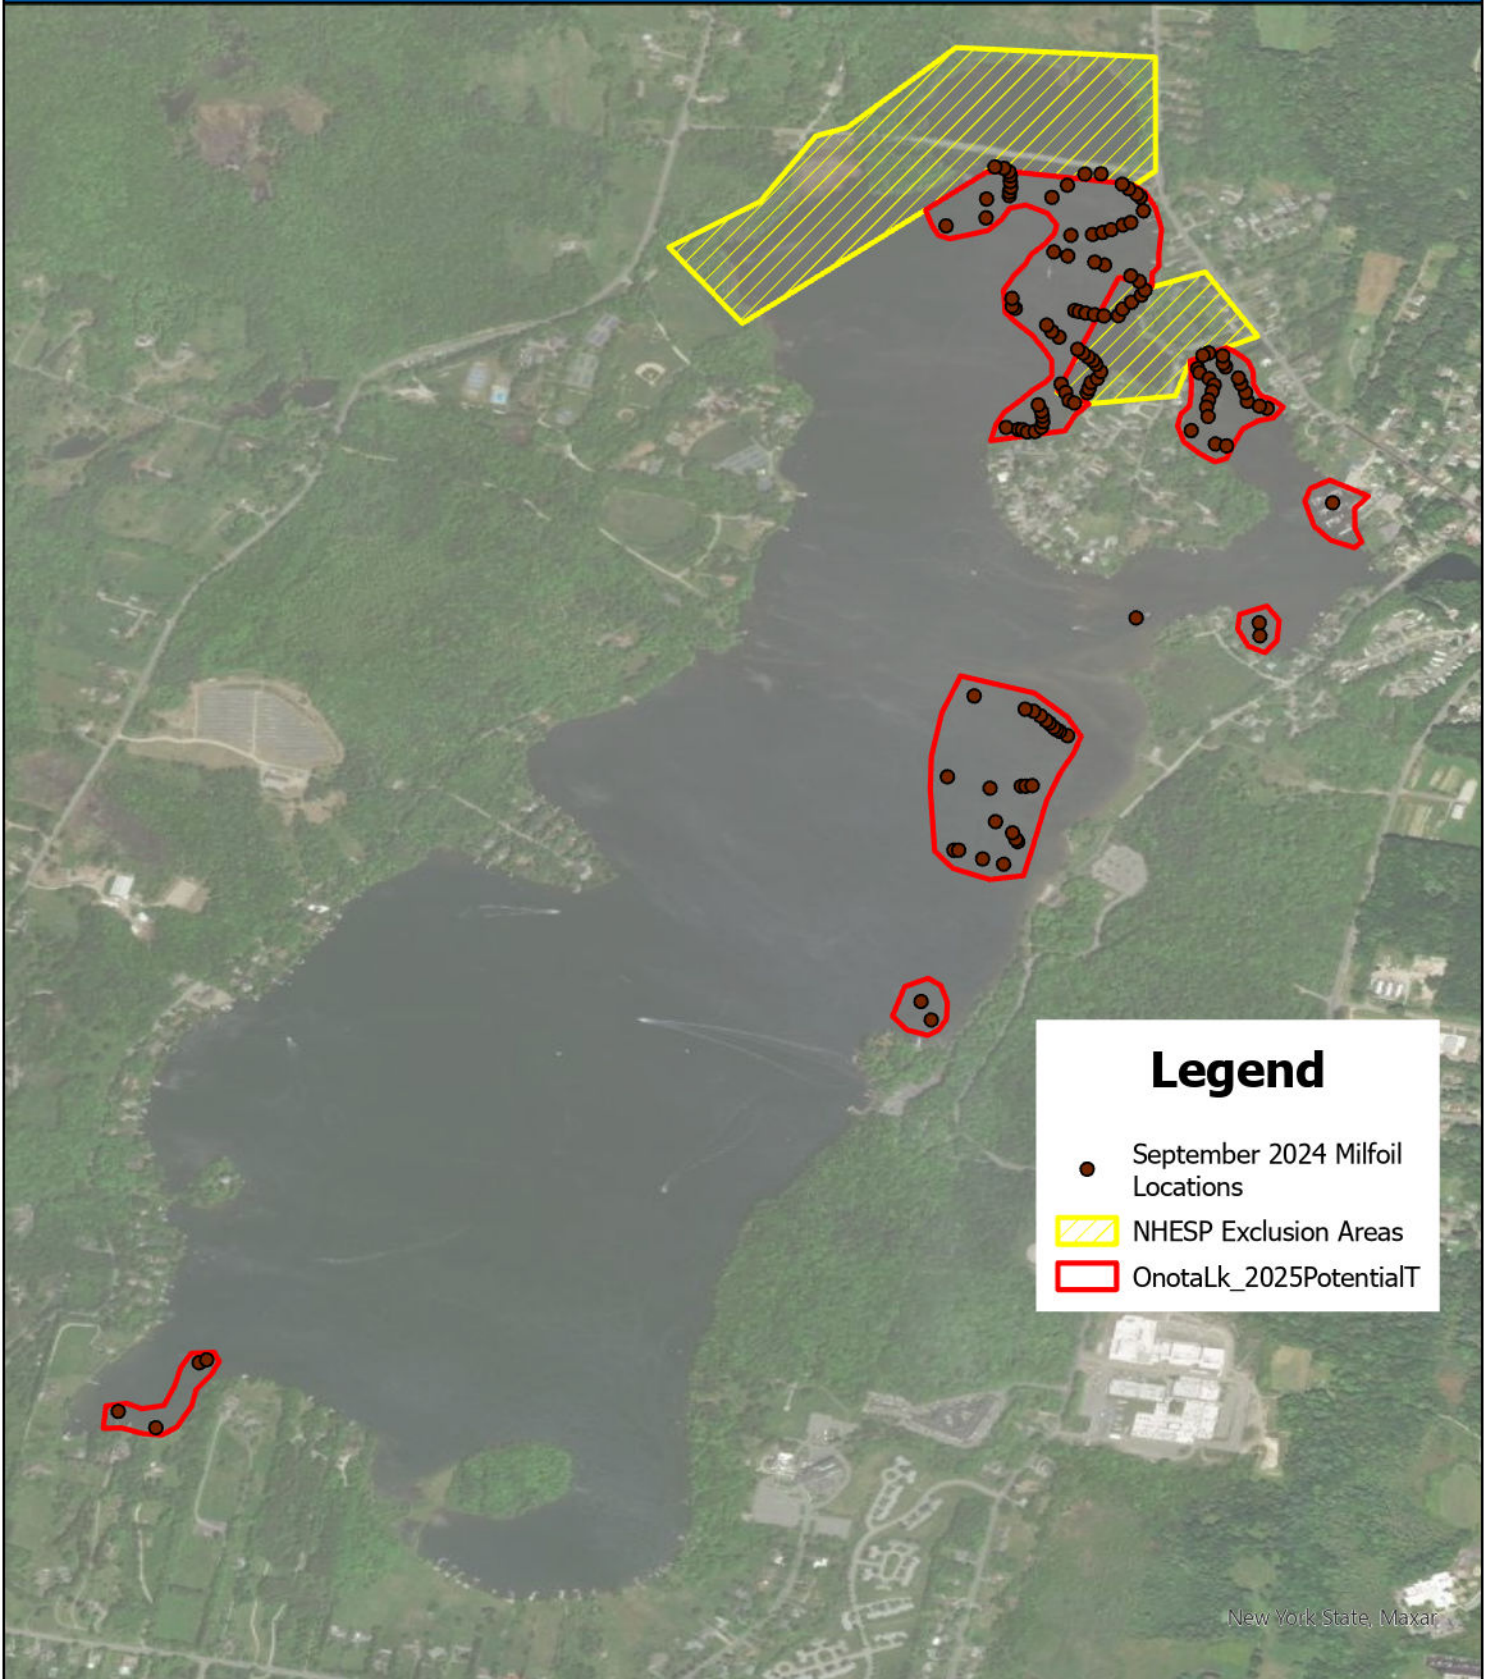 Legend
September 2024 Milfoil
Locations
NHESP Exclusion Areas
OnotaLk_2025PotentialT
New York State, Maxar